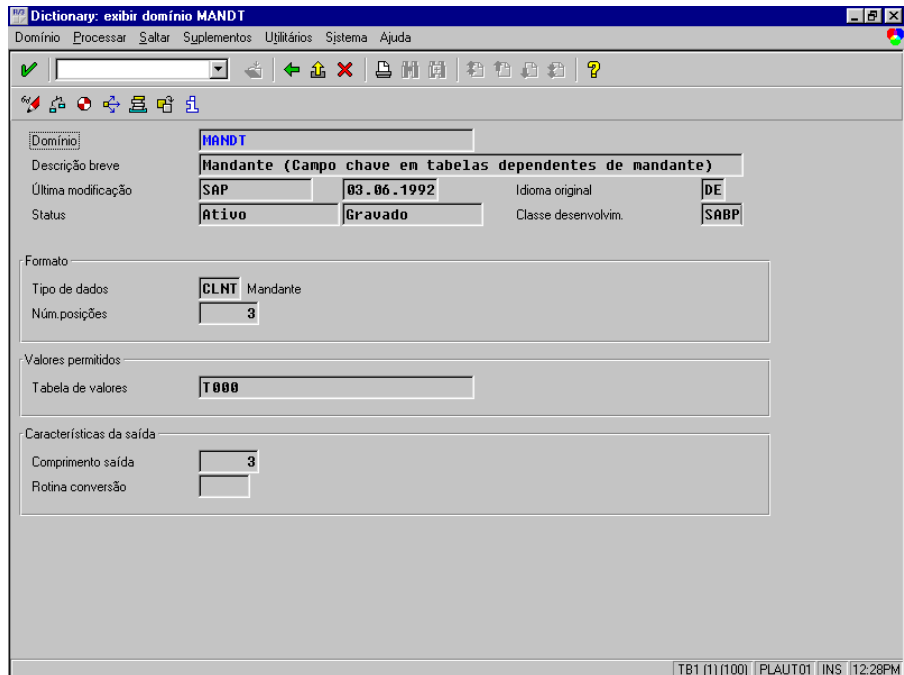 Dictionary: exibir domínio MANDT
Domínio Processar Saltar Suplementos Utilitários Sistema Ajuda
Domínio MANDT
Descrição breve Mandante (Campo chave em tabelas dependentes de mandante)
Última modificação SAP 03.06.1992 Idioma original DE
Status Ativo Gravado Classe desenvolvim. SABP
Formato
Tipo de dados CLNT Mandante
Núm.posições 3
Valores permitidos
Tabela de valores T000
Características da saída
Comprimento saída 3
Rotina conversão
TB1 (1) (100) PLAUT01 INS 12:28PM